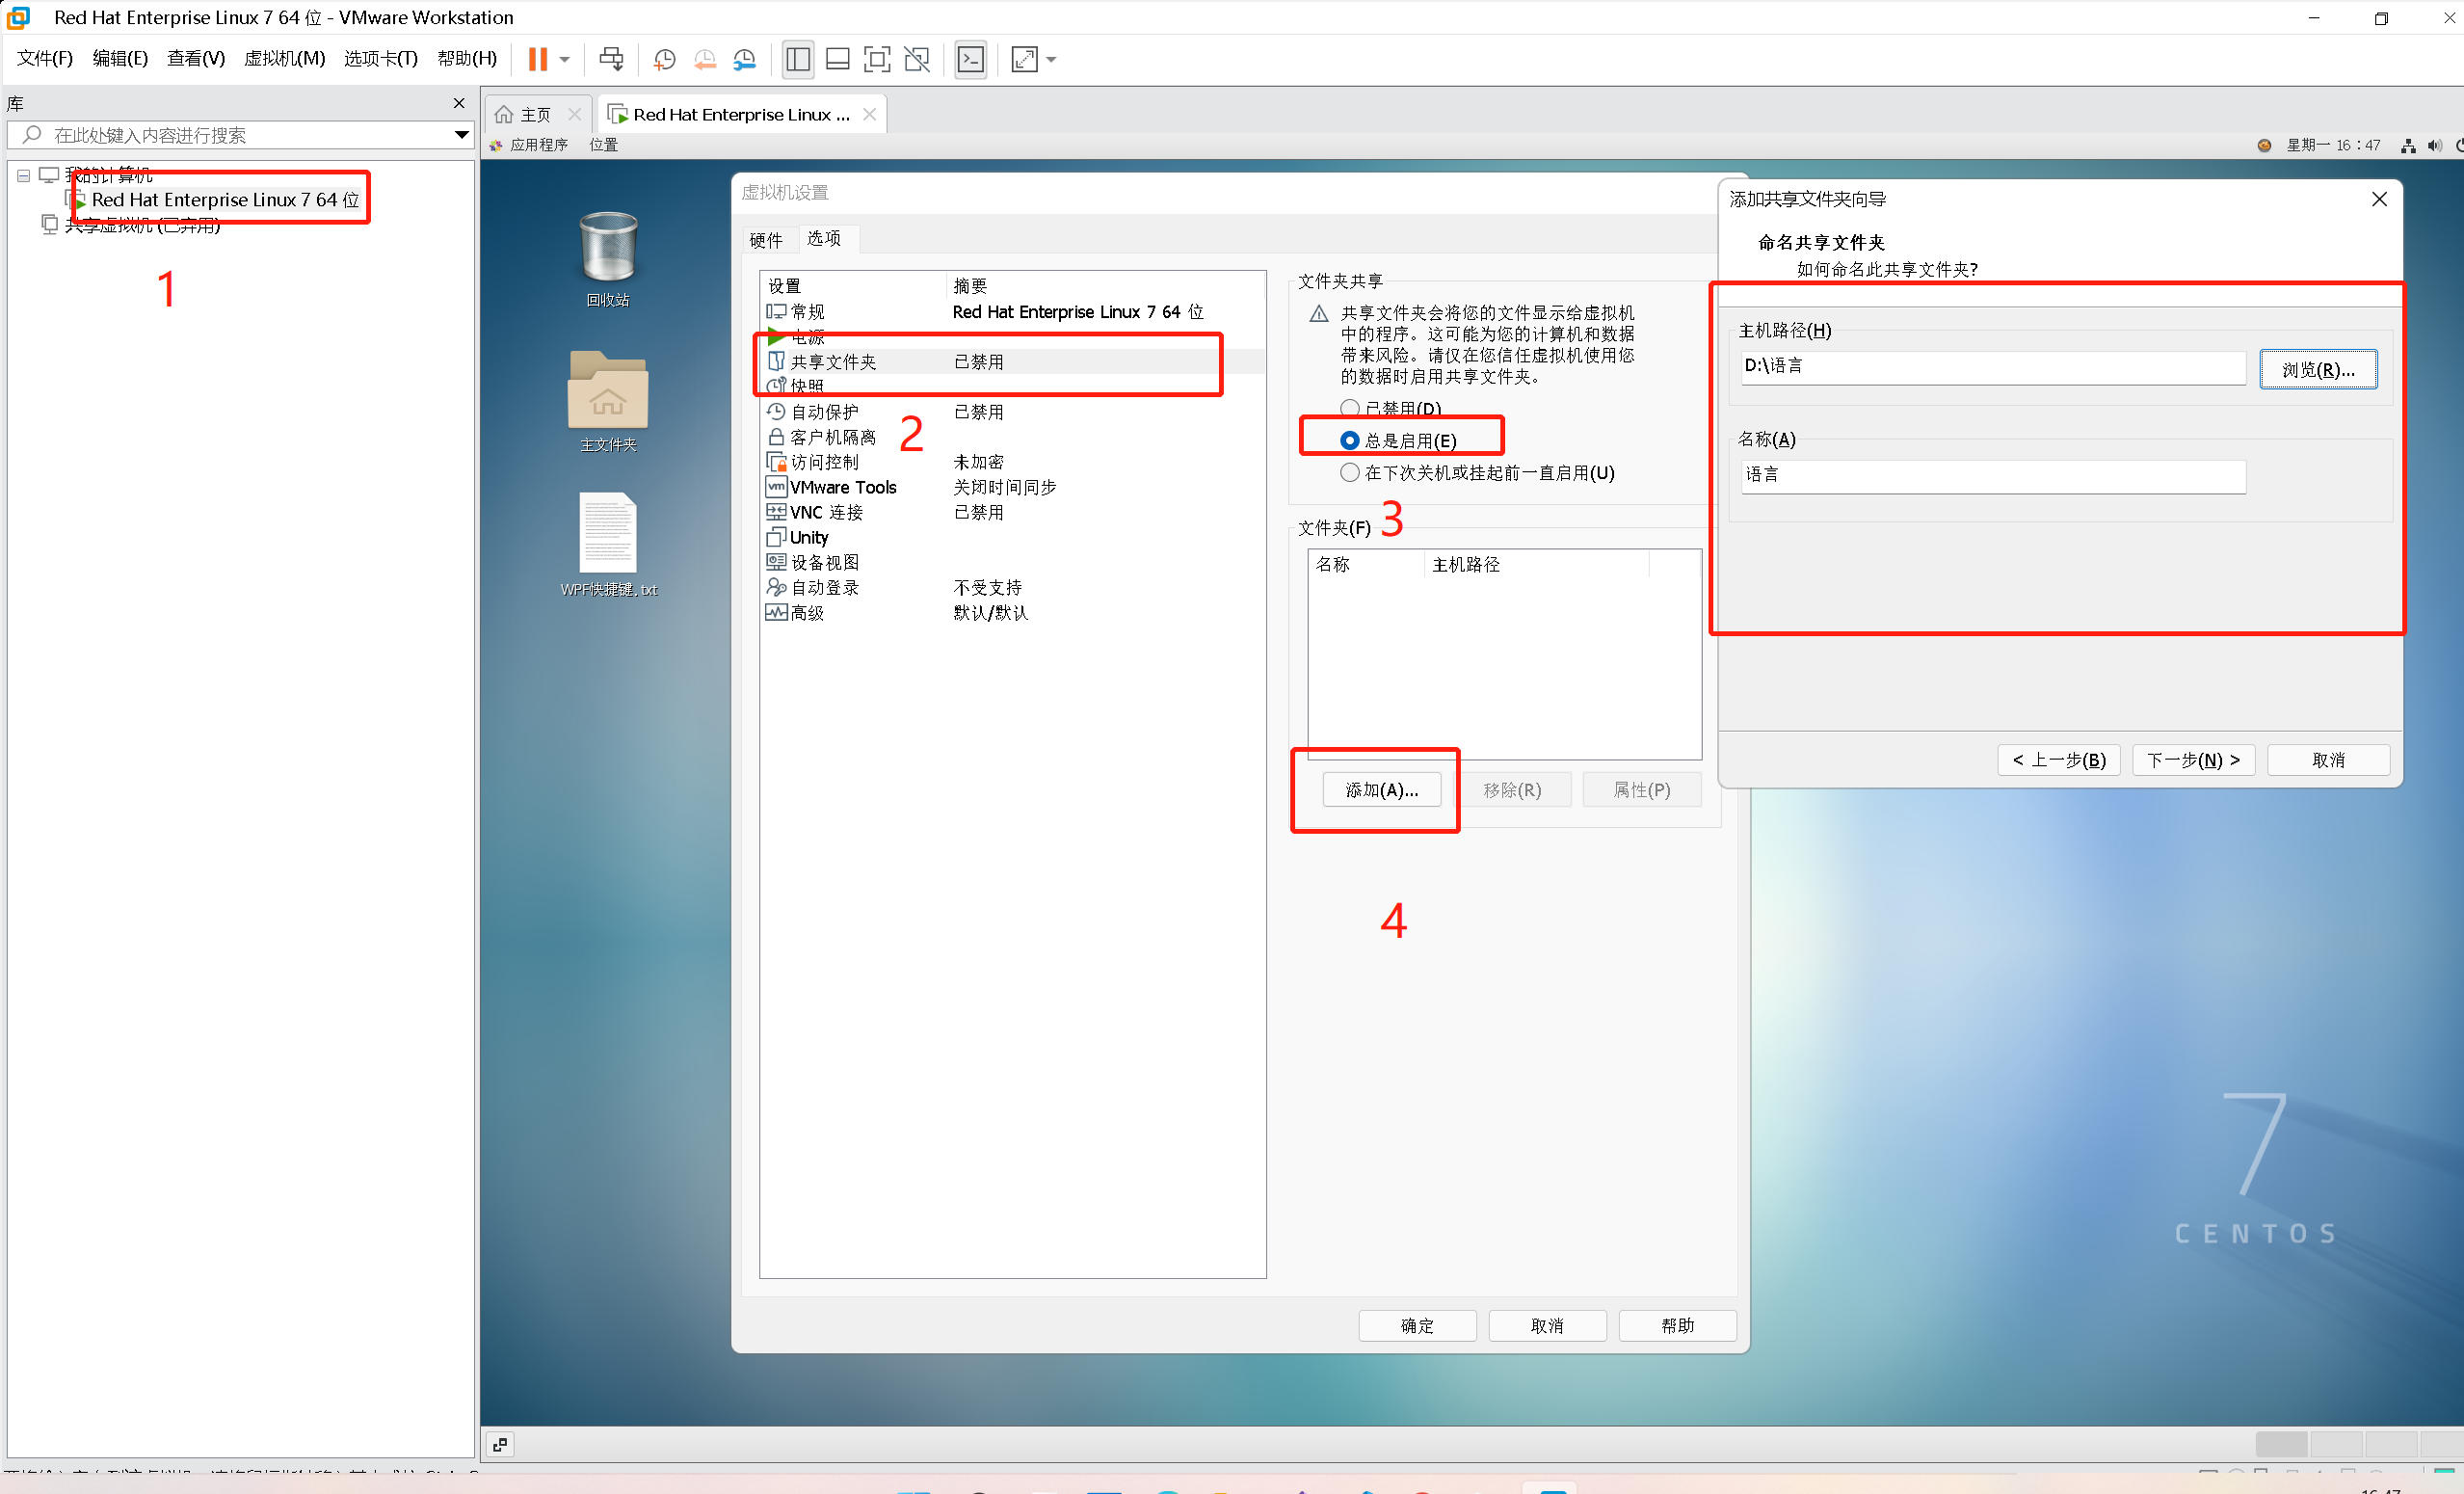 Red Hat Enterprise Linux 7 64 位 - VMware Workstation
文件(F) 编辑(E) 查看(V) 虚拟机(M) 选项卡(T) 帮助(H)
库
在此处键入内容进行搜索
我的计算机
Red Hat Enterprise Linux 7 64 位
共享虚拟机 (已弃用)
1
主页
Red Hat Enterprise Linux ...
应用程序 位置
星期一 16：47
回收站
主文件夹
WPF快捷键.txt
虚拟机设置
硬件 选项
设置 摘要
常规 Red Hat Enterprise Linux 7 64 位
电源
共享文件夹 已禁用
快照
自动保护 已禁用
客户机隔离
访问控制 未加密
VMware Tools 关闭时间同步
VNC 连接 已禁用
Unity
设备视图
自动登录 不受支持
高级 默认/默认
2
文件夹共享
共享文件夹会将您的文件显示给虚拟机
中的程序。这可能为您的计算机和数据
带来风险。请仅在您信任虚拟机使用您
的数据时启用共享文件夹。
已禁用(D)
总是启用(E)
在下次关机或挂起前一直启用(U)
3
文件夹(F)
名称 主机路径
添加(A)... 移除(R) 属性(P)
4
确定 取消 帮助
添加共享文件夹向导
命名共享文件夹
如何命名此共享文件夹?
主机路径(H)
D:\语言
浏览(R)...
名称(A)
语言
< 上一步(B) 下一步(N) > 取消
7
CENTOS